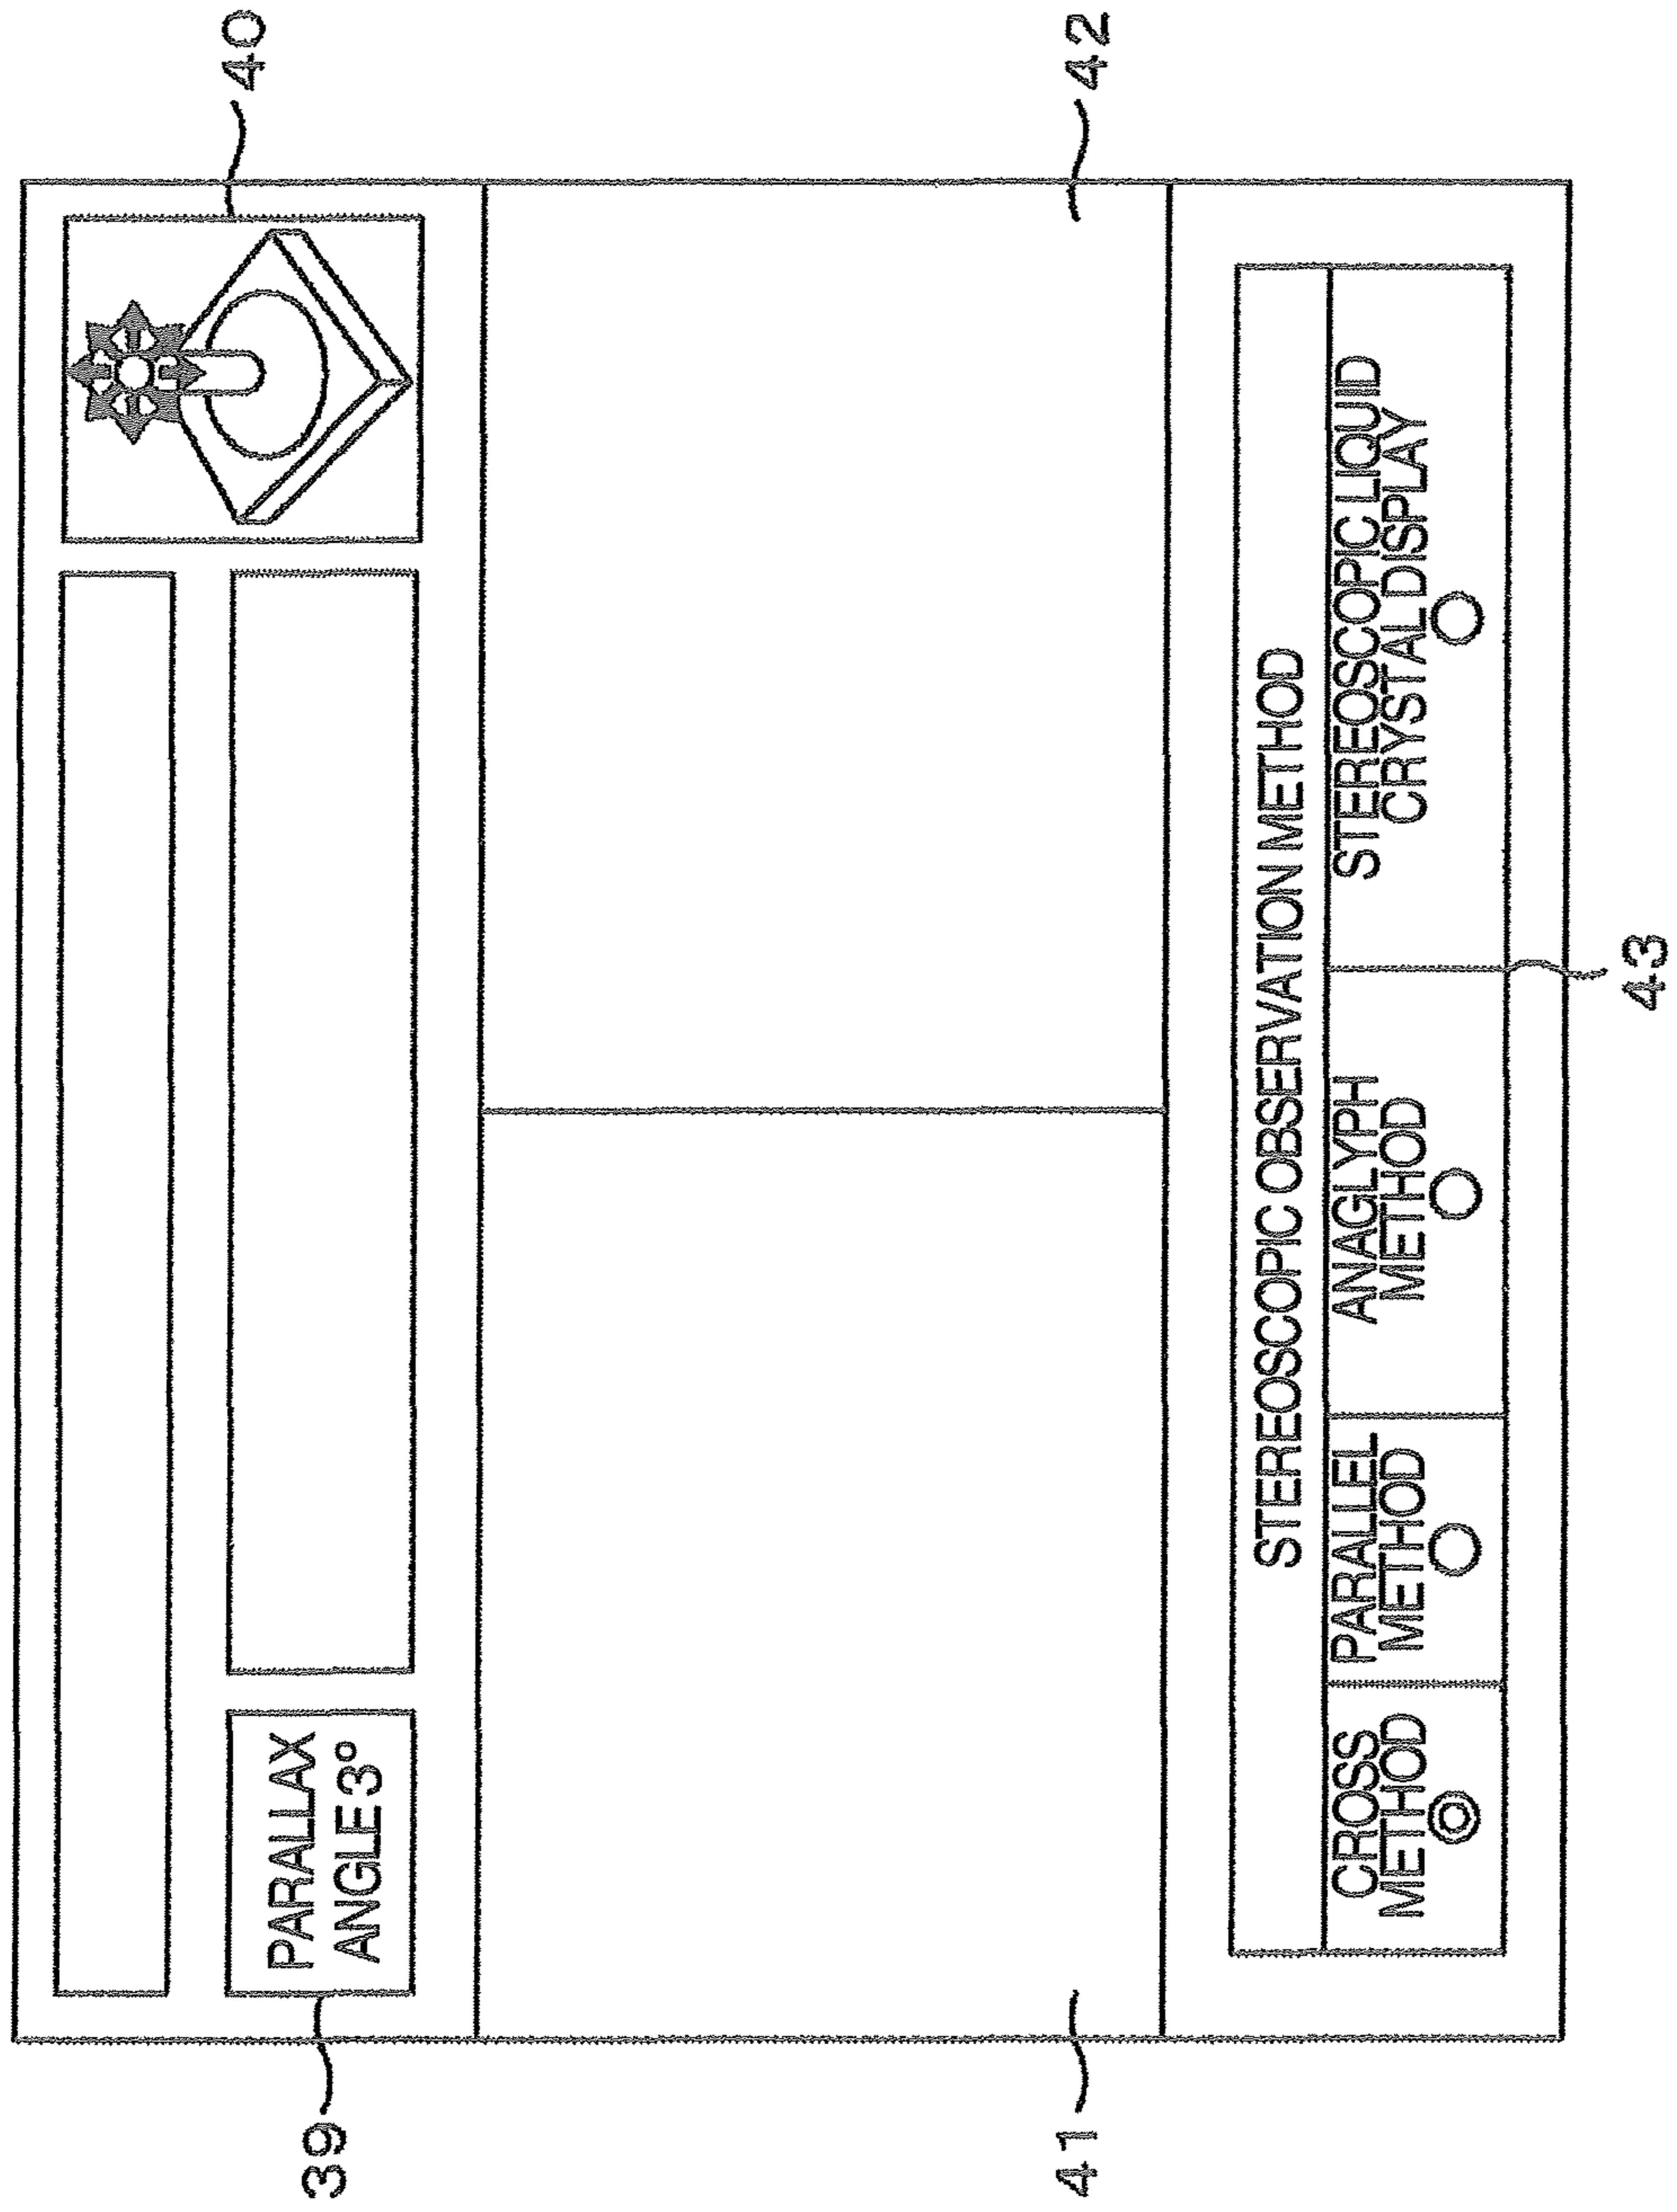 40
39
PARALLAX
ANGLE 3°
41
42
STEREOSCOPIC OBSERVATION METHOD
CROSS
METHOD
PARALLEL
METHOD
ANAGLYPH
METHOD
STEREOSCOPIC LIQUID
CRYSTAL DISPLAY
43